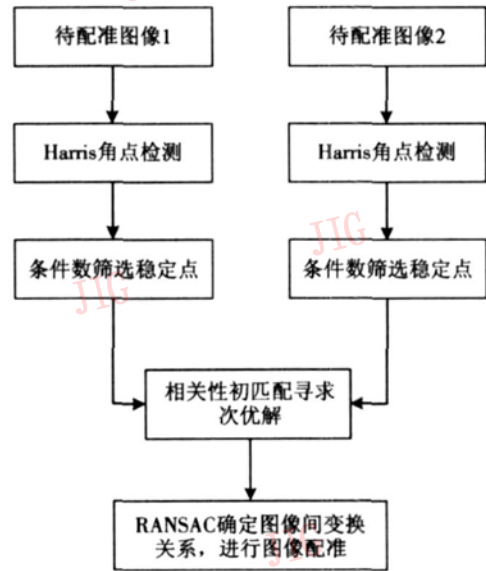 待配准图像1
待配准图像2
Harris角点检测
Harris角点检测
条件数筛选稳定点
条件数筛选稳定点
JIG
JIG
相关性初匹配寻求
次优解
RANSAC确定图像间变换
关系，进行图像配准
JIG